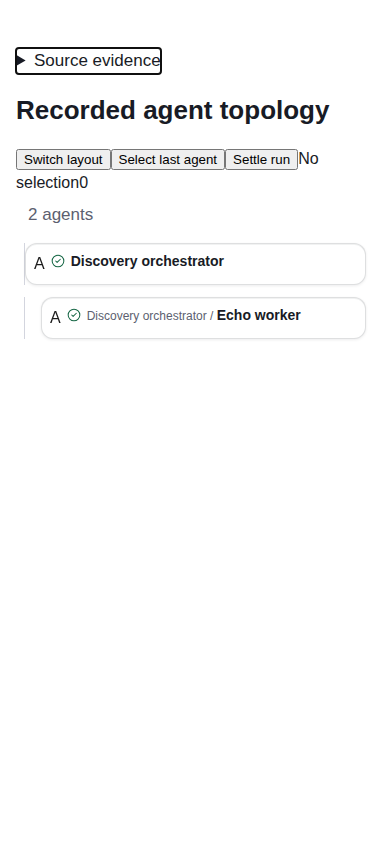 Source evidence
Recorded agent topology
Switch layout Select last agent Settle run No
selection0
2 agents
A Discovery orchestrator
A Discovery orchestrator / Echo worker